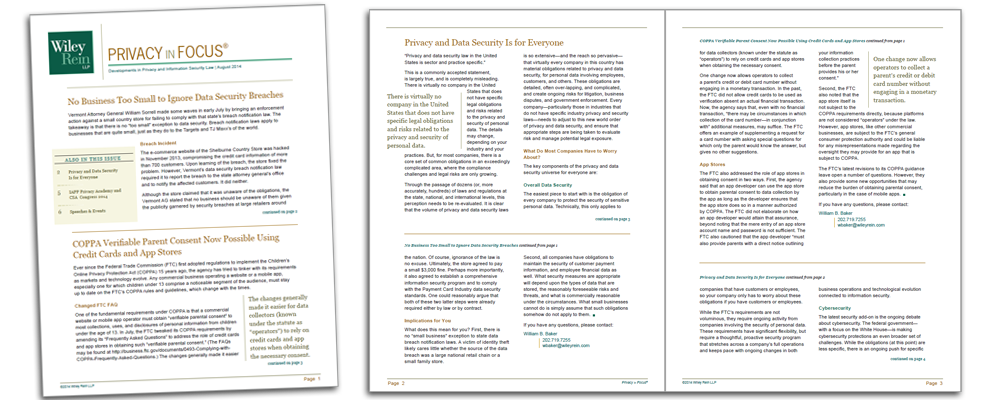 Wiley
Rein
LLP
PRIVACY IN FOCUS®
Developments in Privacy and Information Security Law | August 2014
No Business Too Small to Ignore Data Security Breaches
Vermont Attorney General William Sorrell made some waves in early July by bringing an enforcement
action against a small country store for failing to comply with that state's breach notification law. The
takeaway is that there is no "too small" exception to data security. Breach notification laws apply to
businesses that are quite small, just as they do to the Targets and TJ Maxx's of the world.
ALSO IN THIS ISSUE
3 Privacy and Data Security
Is for Everyone
5 IAPP Privacy Academy and
CSA Congress 2014
6 Speeches & Events
Breach Incident
The e-commerce website of the Shelburne Country Store was hacked
in November 2013, compromising the credit card information of more
than 700 customers. Upon learning of the breach, the store fixed the
problem. However, Vermont's data security breach notification law
required it to report the breach to the state attorney general's office
and to notify the affected customers. It did neither.
Although the store claimed that it was unaware of the obligations, the
Vermont AG stated that no business should be unaware of them given
the publicity garnered by security breaches at large retailers around
continued on page 2
COPPA Verifiable Parent Consent Now Possible Using
Credit Cards and App Stores
Ever since the Federal Trade Commission (FTC) first adopted regulations to implement the Children's
Online Privacy Protection Act (COPPA) 15 years ago, the agency has tried to tinker with its requirements
as markets and technology evolve. Any commercial business operating a website or a mobile app,
especially one for which children under 13 comprise a noticeable segment of the audience, must stay
up to date on the FTC's COPPA rules and guidelines, which change with the times.
Changed FTC FAQ
One of the fundamental requirements under COPPA is that a commercial
website or mobile app operator must obtain "verifiable parental consent" to
most collections, uses, and disclosures of personal information from children
under the age of 13. In July, the FTC tweaked its COPPA requirements by
amending its "Frequently Asked Questions" to address the role of credit cards
and app stores in obtaining such "verifiable parental consent." (The FAQs
may be found at http://business.ftc.gov/documents/0493-Complying-with-
COPPA-Frequently-Asked-Questions.) The changes generally made it easier
The changes generally
made it easier for data
collectors (known
under the statute as
"operators") to rely on
credit cards and app
stores when obtaining
the necessary consent.
continued on page 3
©2014 Wiley Rein LLP
Page 1
Privacy and Data Security Is for Everyone
"Privacy and data security law in the United
States is sector and practice specific."
This is a commonly accepted statement,
is largely true, and is completely misleading.
There is virtually no company in the United
There is virtually no
company in the United
States that does not
have specific legal
obligations and risks
related to the privacy
and security of
personal data.
States that does
not have specific
legal obligations
and risks related
to the privacy and
security of personal
data. The details
may change,
depending on your
industry and your
practices. But, for most companies, there is a
core set of common obligations in an exceedingly
complicated area, where the compliance
challenges and legal risks are only growing.
Through the passage of dozens (or, more
accurately, hundreds) of laws and regulations at
the state, national, and international levels, this
perception needs to be re-evaluated. It is clear
that the volume of privacy and data security laws
is so extensive—and the reach so pervasive—
that virtually every company in this country has
material obligations related to privacy and data
security, for personal data involving employees,
customers, and others. These obligations are
detailed, often overlapping, and complicated,
and create ongoing risks for litigation, business
disputes, and government enforcement. Every
company—particularly those in industries that
do not face specific industry privacy and security
laws—needs to adjust to this new world order
of privacy and data security, and ensure that
appropriate steps are being taken to evaluate
risk and manage potential legal exposure.
What Do Most Companies Have to Worry
About?
The key components of the privacy and data
security universe for everyone are:
Overall Data Security
The easiest place to start with is the obligation of
every company to protect the security of sensitive
personal data. Technically, this only applies to
continued on page 3
No Business Too Small to Ignore Data Security Breaches continued from page 1
the nation. Of course, ignorance of the law is
no excuse. Ultimately, the store agreed to pay
a small $3,000 fine. Perhaps more importantly,
it also agreed to establish a comprehensive
information security program and to comply
with the Payment Card Industry data security
standards. One could reasonably argue that
both of these two latter steps were already
required either by law or by contract.
Implications for You
What does this mean for you? First, there is
no "small business" exception to state data
breach notification laws. A victim of identity theft
likely cares little whether the source of the data
breach was a large national retail chain or a
small family store.
Second, all companies have obligations to
maintain the security of customer payment
information, and employee financial data as
well. What security measures are appropriate
will depend upon the types of data that are
stored, the reasonably foreseeable risks and
threats, and what is commercially reasonable
under the circumstances. What small businesses
cannot do is simply assume that such obligations
somehow do not apply to them. ■
If you have any questions, please contact:
William B. Baker
202.719.7255
wbaker@wileyrein.com
Page 2
Privacy in Focus®
COPPA Verifiable Parent Consent Now Possible Using Credit Cards and App Stores continued from page 1
for data collectors (known under the statute as
"operators") to rely on credit cards and app stores
when obtaining the necessary consent.
One change now allows operators to collect
a parent's credit or debit card number without
engaging in a monetary transaction. In the past,
the FTC did not allow credit cards to be used as
verification absent an actual financial transaction.
Now, the agency says that, even with no financial
transaction, "there may be circumstances in which
collection of the card number—in conjunction
with" additional measures, may suffice. The FTC
offers an example of supplementing a request for
a card number with asking special questions for
which only the parent would know the answer, but
gives no other suggestions.
App Stores
The FTC also addressed the role of app stores in
obtaining consent in two ways. First, the agency
said that an app developer can use the app store
to obtain parental consent to data collection by
the app as long as the developer ensures that
the app store does so in a manner authorized
by COPPA. The FTC did not elaborate on how
an app developer would attain that assurance,
beyond noting that the mere entry of an app store
account name and password is not sufficient. The
FTC also cautioned that the app developer "must
also provide parents with a direct notice outlining
your information
collection practices
before the parent
provides his or her
consent."
Second, the FTC
also noted that the
app store itself is
not subject to the
One change now allows
operators to collect a
parent's credit or debit
card number without
engaging in a monetary
transaction.
COPPA requirements directly, because platforms
are not considered "operators" under the law.
However, app stores, like other commercial
businesses, are subject to the FTC's general
consumer protection authority and could be liable
for any misrepresentations made regarding the
oversight they may provide for an app that is
subject to COPPA.
The FTC's latest revisions to its COPPA guidance
leave open a number of questions. However, they
also provide some new opportunities that may
reduce the burden of obtaining parental consent,
particularly in the case of mobile apps. ■
If you have any questions, please contact:
William B. Baker
202.719.7255
wbaker@wileyrein.com
Privacy and Data Security Is for Everyone continued from page 2
companies that have customers or employees,
so your company only has to worry about these
obligations if you have customers or employees.
While the FTC's requirements are not
voluminous, they require ongoing activity from
companies involving the security of personal data.
These requirements have significant flexibility, but
require a thoughtful, proactive security program
that stretches across a company's full operations
and keeps pace with ongoing changes in both
business operations and technology evolution
connected to information security.
Cybersecurity
The latest security add-on is the ongoing debate
about cybersecurity. The federal government—
with a focus on the White House—is making
cybersecurity protections an even broader set of
challenges. While the obligations (at this point) are
less specific, there is an ongoing push for specific
continued on page 4
©2014 Wiley Rein LLP
Page 3